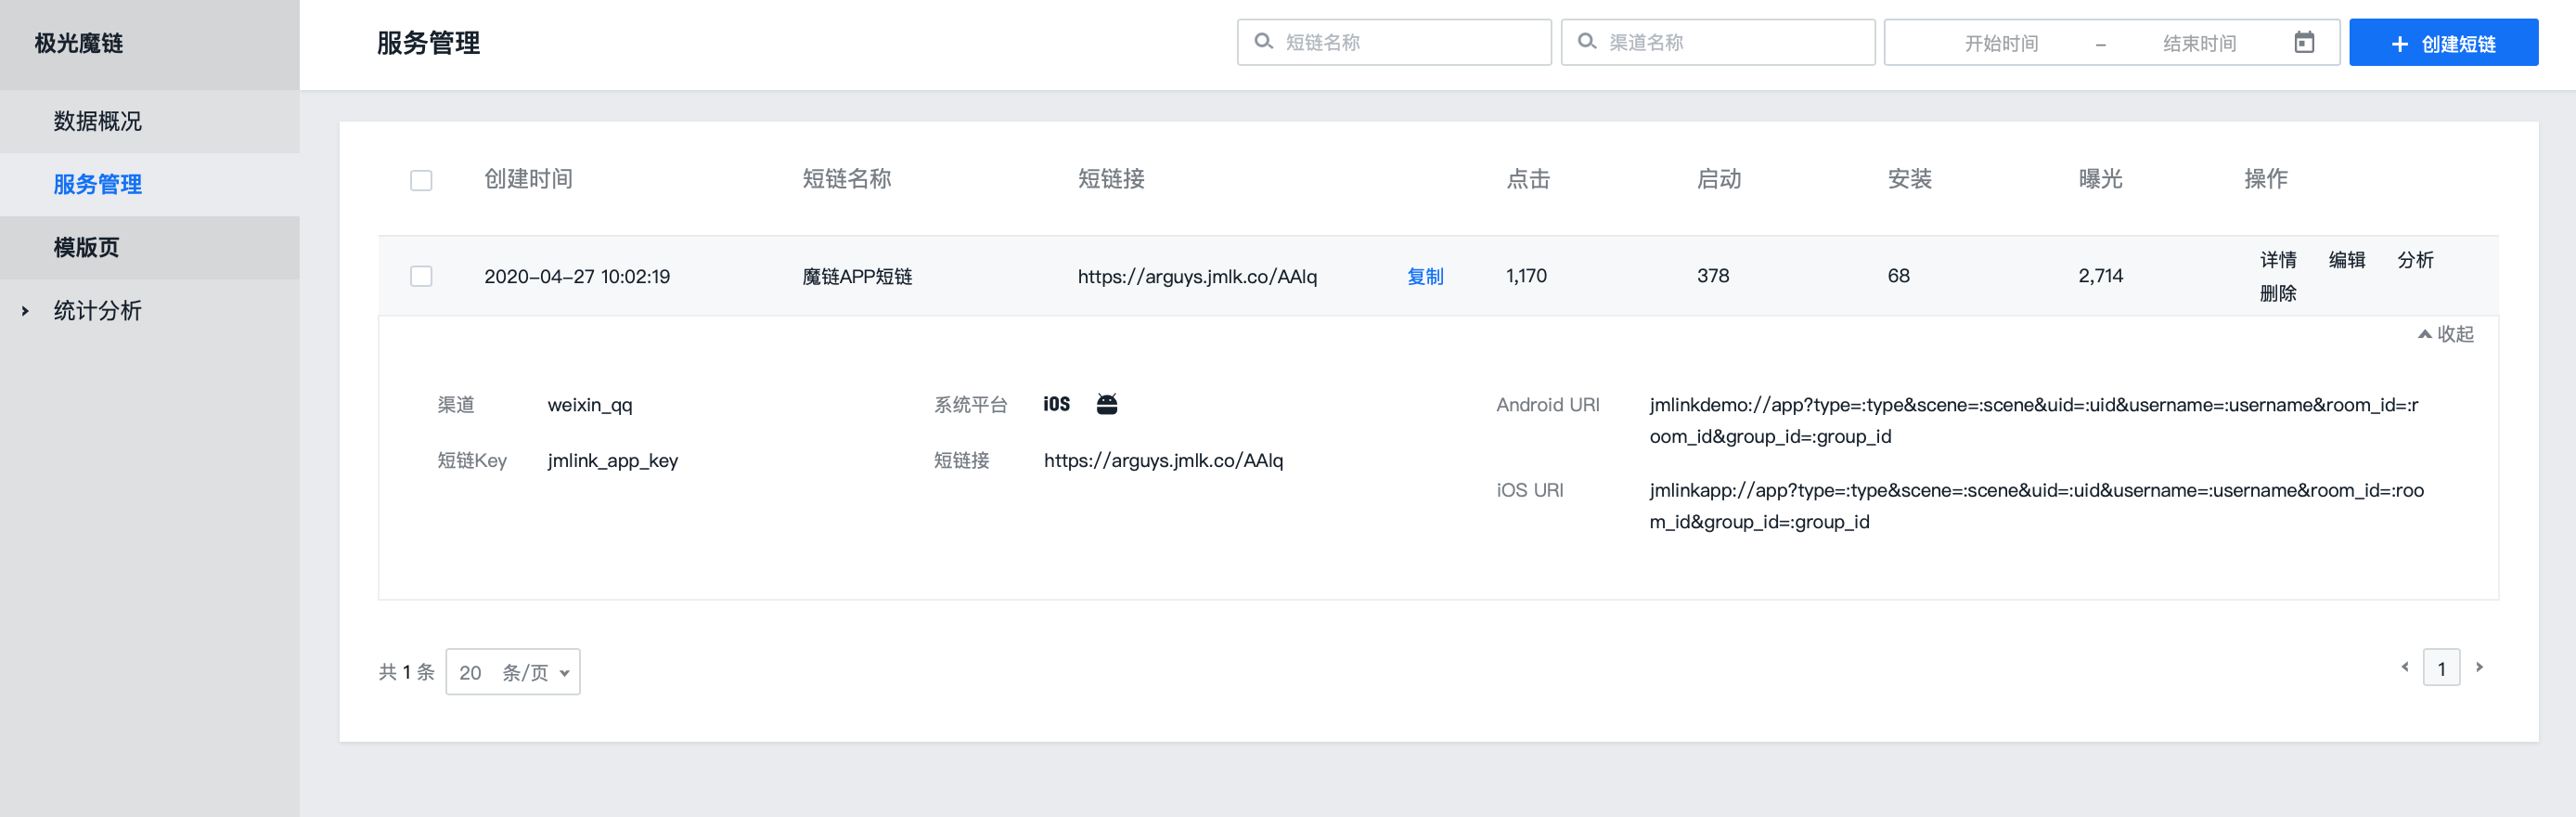 极光魔链
服务管理
短链名称
渠道名称
开始时间 – 结束时间
+ 创建短链
数据概况
服务管理
模版页
统计分析
创建时间 短链名称 短链接 点击 启动 安装 曝光 操作
2020-04-27 10:02:19 魔链APP短链 https://arguys.jmlk.co/AAlq 复制 1,170 378 68 2,714 详情 编辑 分析
删除
收起
渠道 weixin_qq 系统平台 iOS Android URI jmlinkdemo://app?type=:type&scene=:scene&uid=:uid&username=:username&room_id=:r
oom_id&group_id=:group_id
短链Key jmlink_app_key 短链接 https://arguys.jmlk.co/AAlq
iOS URI jmlinkapp://app?type=:type&scene=:scene&uid=:uid&username=:username&room_id=:roo
m_id&group_id=:group_id
共 1 条 20 条/页 1